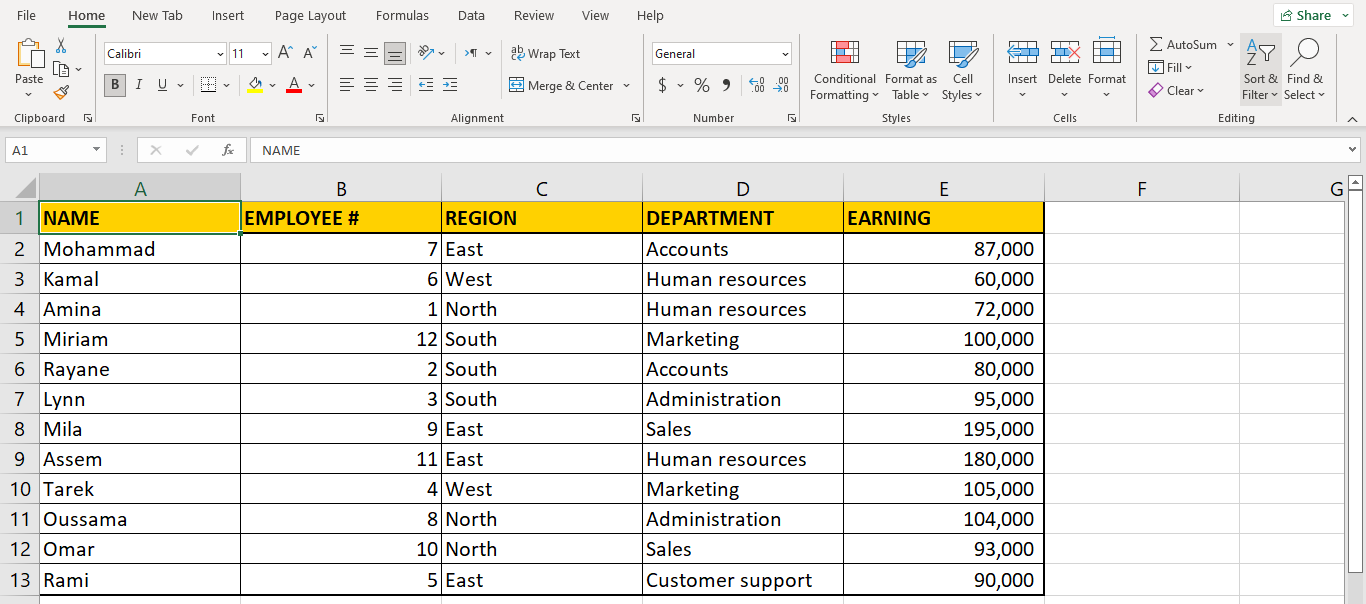 File Home New Tab Insert Page Layout Formulas Data Review View Help Share
Calibri 11 A A ab Wrap Text General AutoSum
Paste Conditional Format as Cell Insert Delete Format Fill Sort & Find &
B I U A Merge & Center $ % Formatting Table Styles Clear Filter Select
Clipboard Font Alignment Number Styles Cells Editing
A1 fx NAME
A B C D E F G
1 NAME EMPLOYEE # REGION DEPARTMENT EARNING
2 Mohammad 7 East Accounts 87,000
3 Kamal 6 West Human resources 60,000
4 Amina 1 North Human resources 72,000
5 Miriam 12 South Marketing 100,000
6 Rayane 2 South Accounts 80,000
7 Lynn 3 South Administration 95,000
8 Mila 9 East Sales 195,000
9 Assem 11 East Human resources 180,000
10 Tarek 4 West Marketing 105,000
11 Oussama 8 North Administration 104,000
12 Omar 10 North Sales 93,000
13 Rami 5 East Customer support 90,000